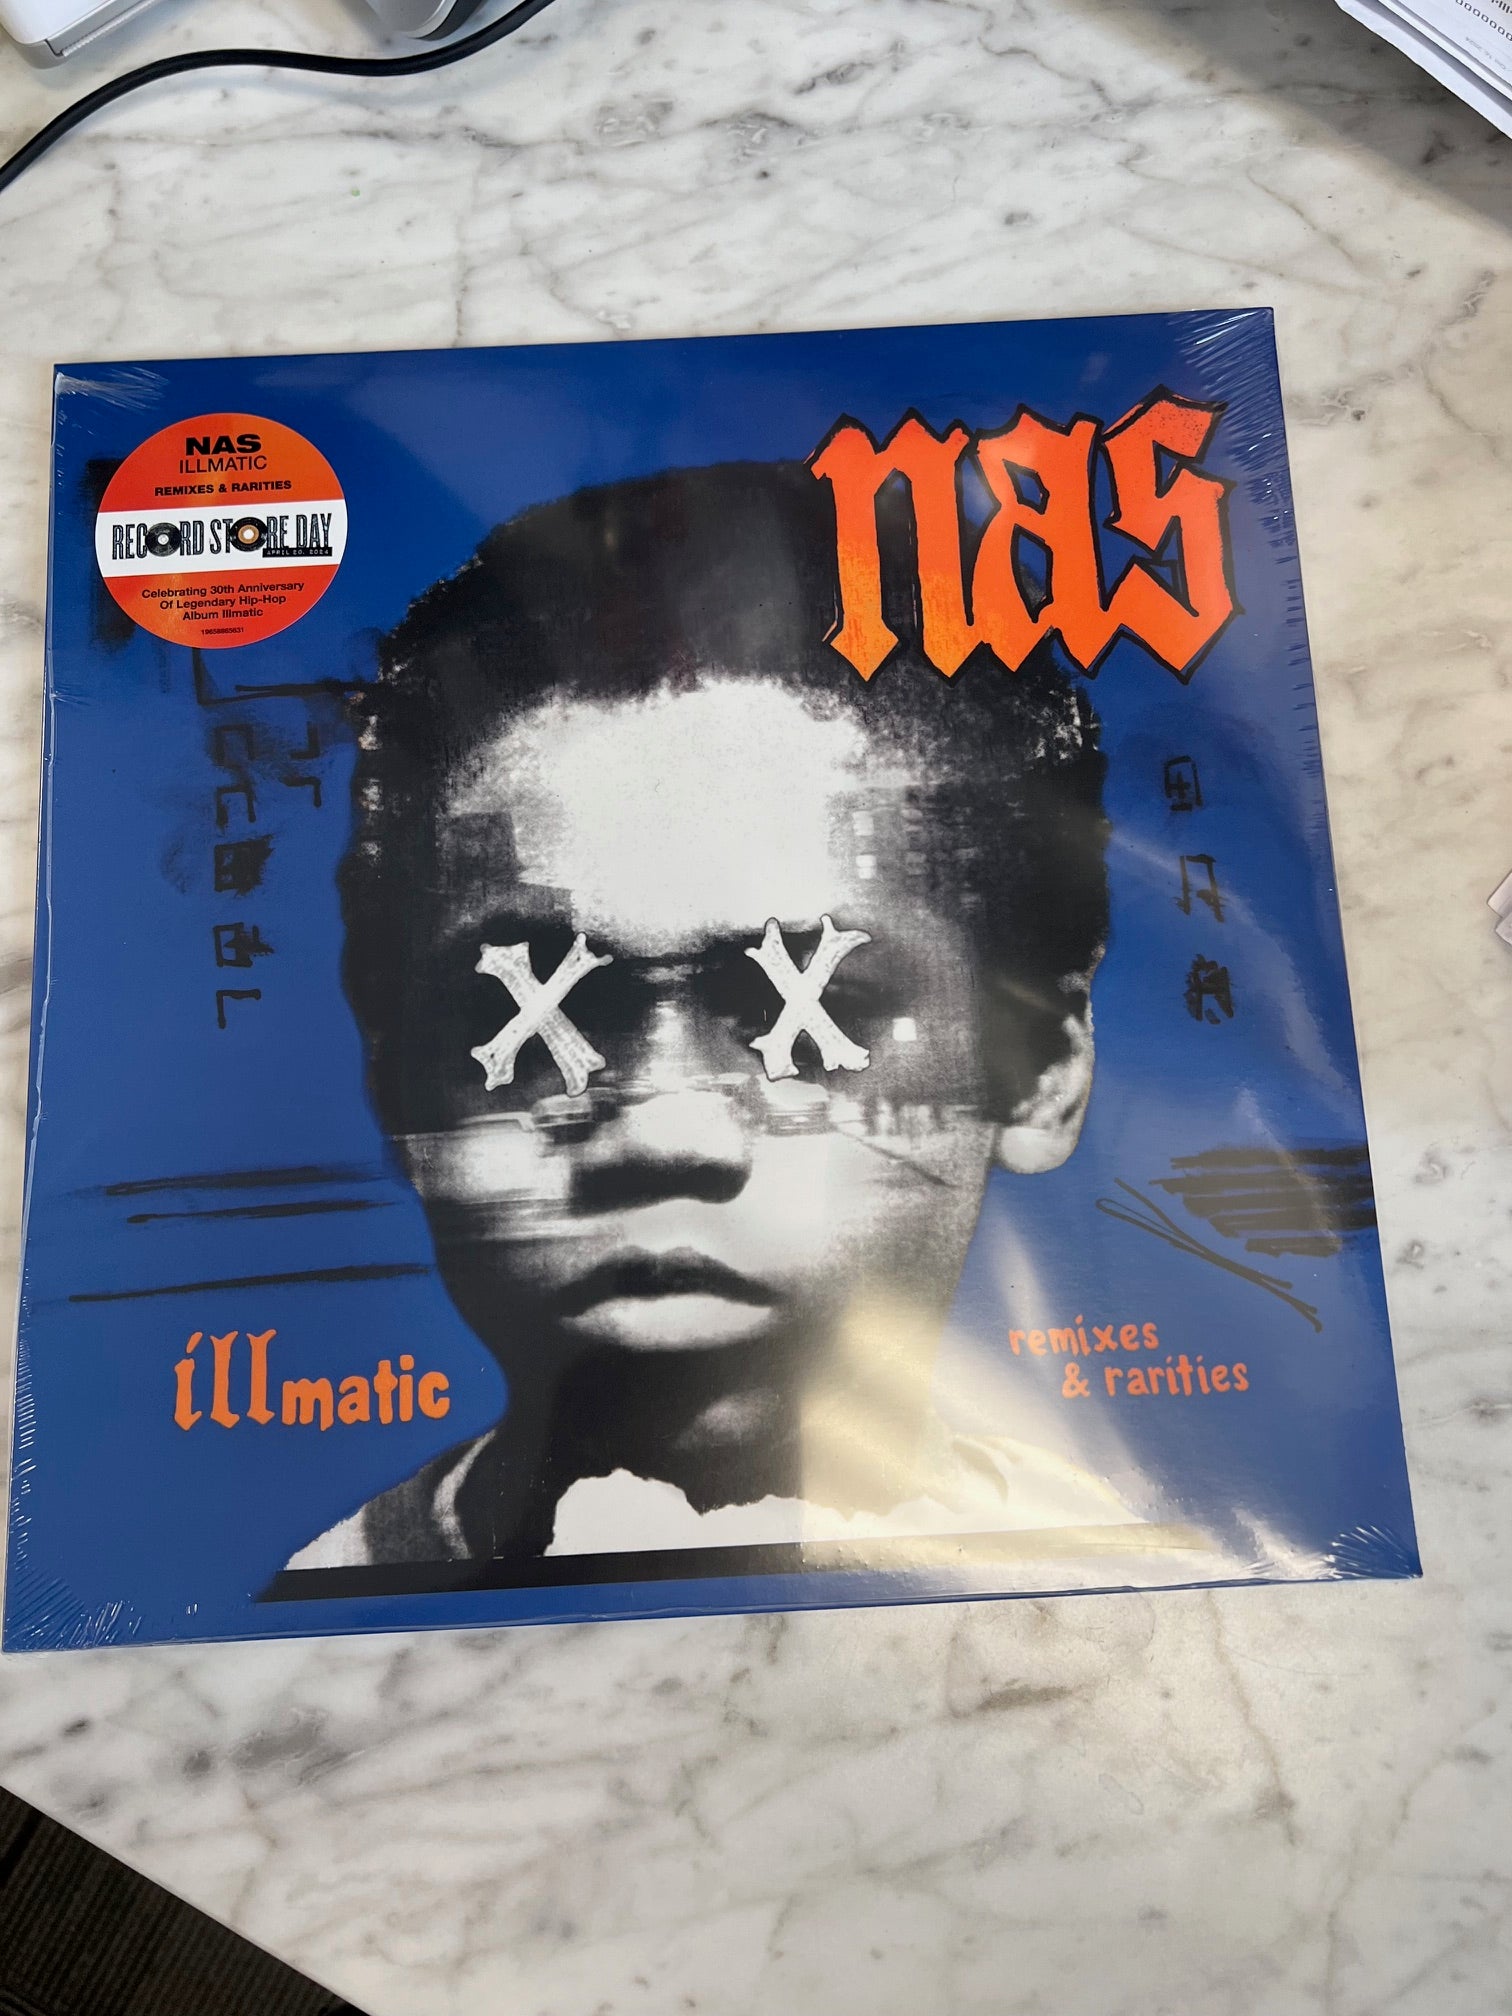 NAS
ILLMATIC
REMIXES & RARITIES
RECORD STORE DAY
APRIL 20, 2024
Celebrating 30th Anniversary
Of Legendary Hip-Hop
Album Illmatic
19658865631
nas
illmatic
remixes
& rarities